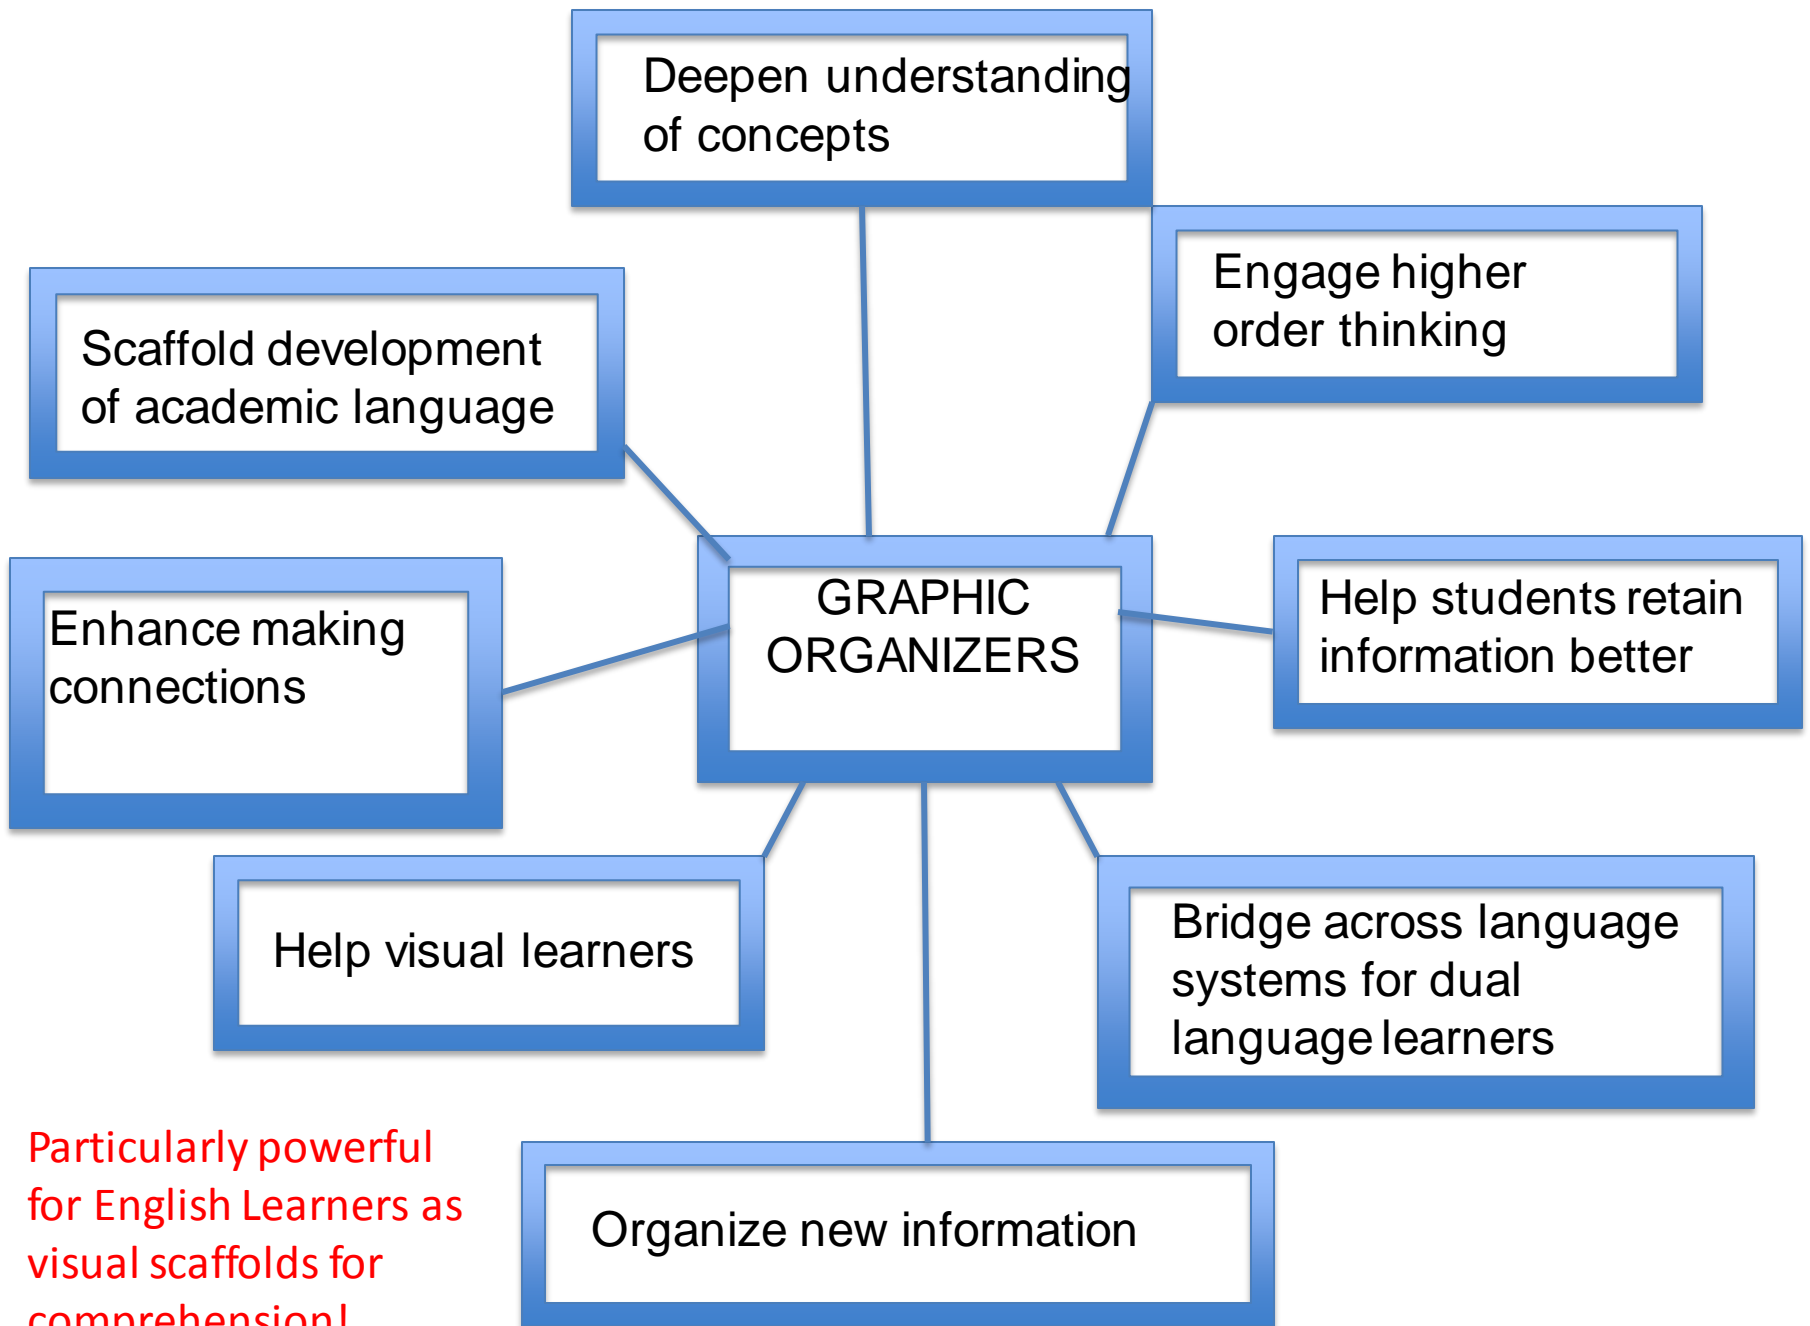 Deepen understanding
of concepts
Engage higher
order thinking
Scaffold development
of academic language
GRAPHIC
ORGANIZERS
Help students retain
information better
Enhance making
connections
Help visual learners
Bridge across language
systems for dual
language learners
Organize new information
Particularly powerful
for English Learners as
visual scaffolds for
comprehension!